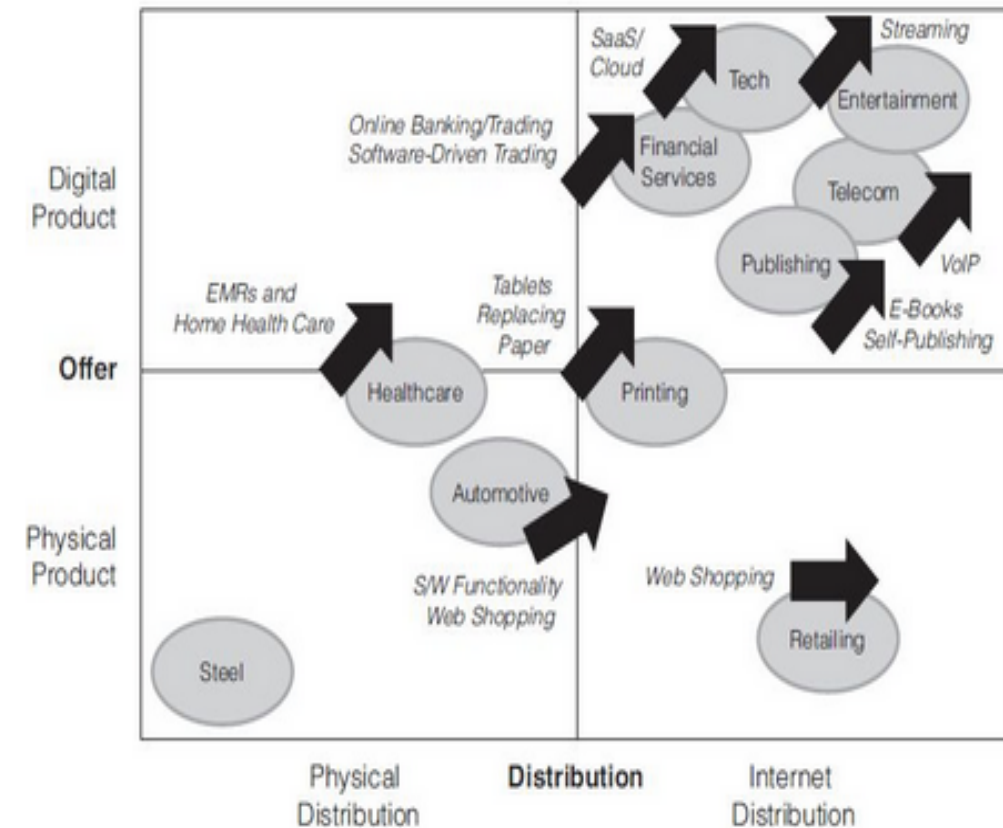 Streaming
SaaS/
Cloud
Tech
Entertainment
Online Banking/Trading
Software-Driven Trading
Financial
Services
Digital
Product
Telecom
Publishing
VoIP
EMRs and
Home Health Care
Tablets
Replacing
Paper
E-Books
Self-Publishing
Offer
Healthcare
Printing
Automotive
Physical
Product
S/W Functionality
Web Shopping
Web Shopping
Retailing
Steel
Physical
Distribution
Distribution
Internet
Distribution